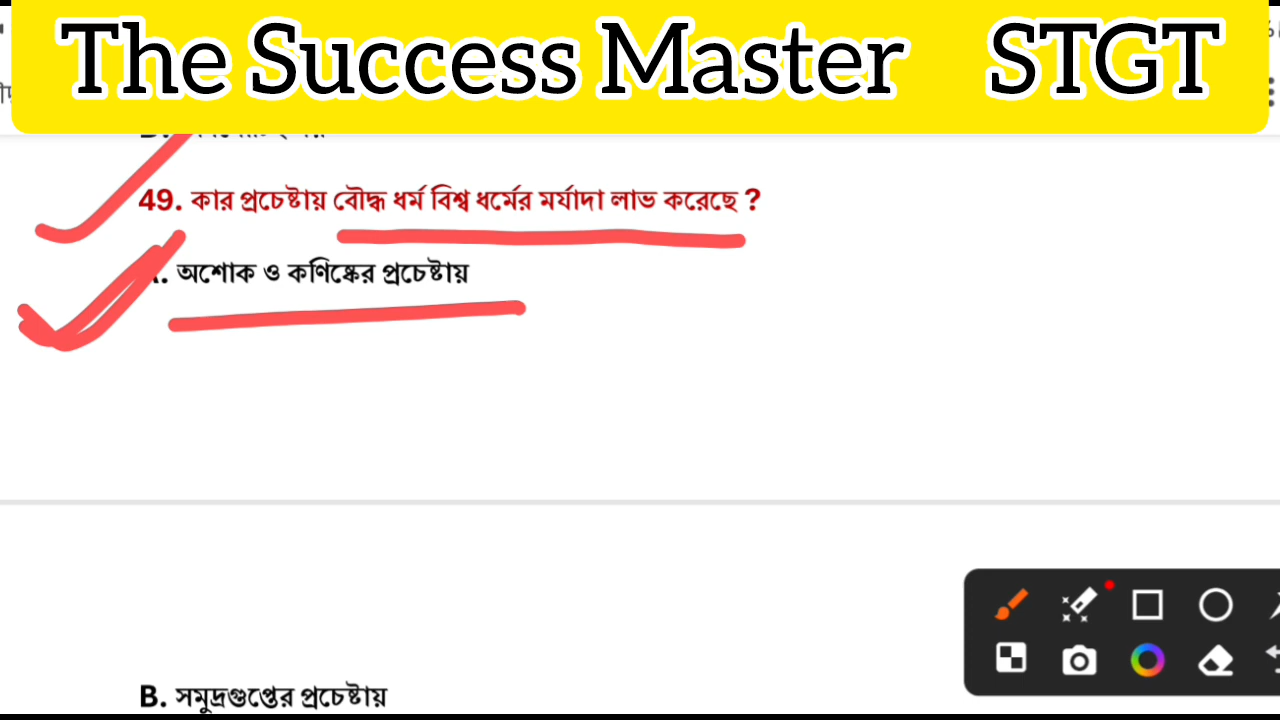 The Success Master STGT
49. কার প্রচেষ্টায় বৌদ্ধ ধর্ম বিশ্ব ধর্মের মর্যাদা লাভ করেছে ?
অশোক ও কণিষ্কের প্রচেষ্টায়
B. সমুদ্রগুপ্তের প্রচেষ্টায়